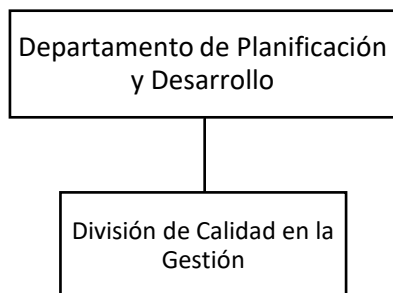 Departamento de Planificación
y Desarrollo
División de Calidad en la
Gestión